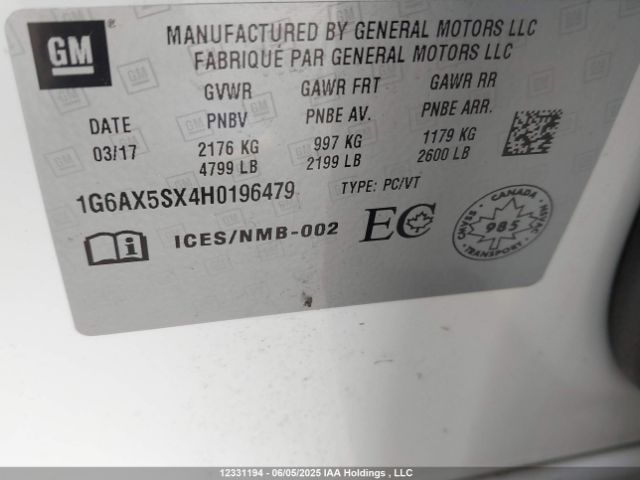 GM
MANUFACTURED BY GENERAL MOTORS LLC
FABRIQUÉ PAR GENERAL MOTORS LLC
GVWR GAWR FRT GAWR RR
DATE PNBV PNBE AV. PNBE ARR.
03/17 2176 KG 997 KG 1179 KG
4799 LB 2199 LB 2600 LB
1G6AX5SX4H0196479 TYPE: PC/VT
ICES/NMB-002 EC
CANADA
985
TRANSPORT
12331194 - 06/05/2025 IAA Holdings , LLC